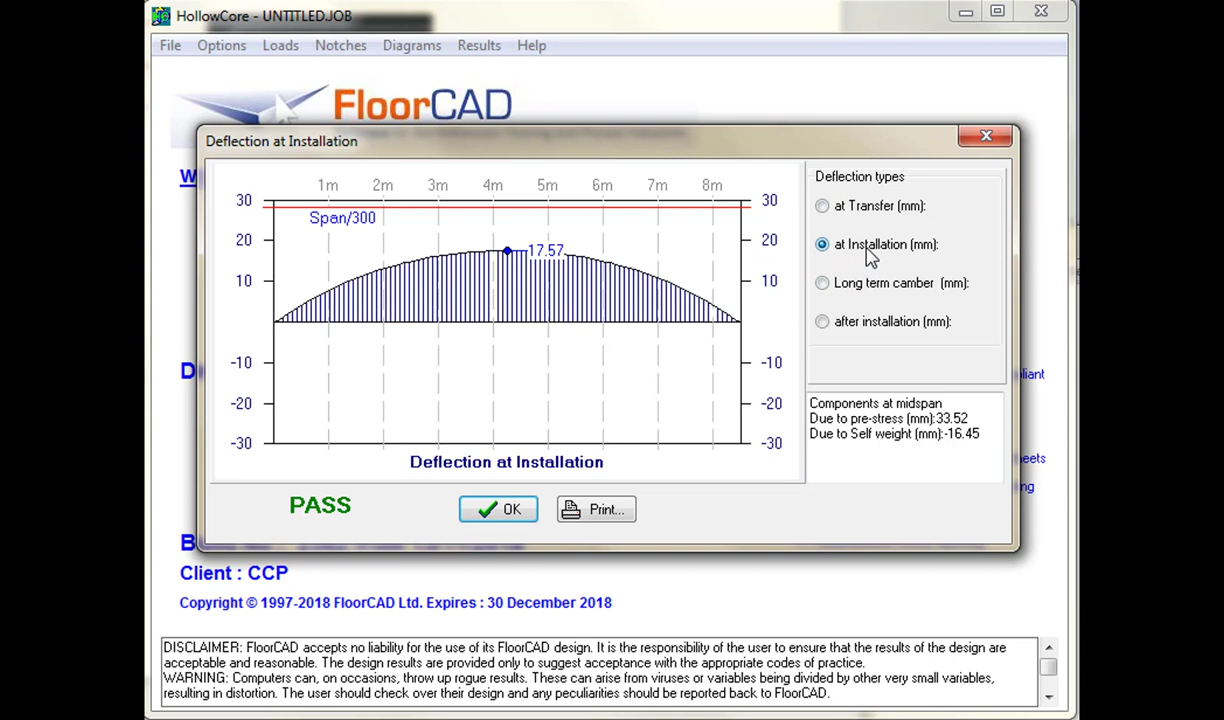 HollowCore - UNTITLED.JOB
File Options Loads Notches Diagrams Results Help
FloorCAD
Deflection at Installation
1m 2m 3m 4m 5m 6m 7m 8m
30 30
Span/300
20 17.57 20
10 10
-10 -10
-20 -20
-30 -30
Deflection at Installation
PASS
OK
Print...
Deflection types
at Transfer (mm):
at Installation (mm):
Long term camber (mm):
after installation (mm):
Components at midspan
Due to pre-stress (mm):33.52
Due to Self weight (mm):-16.45
W
D
liant
eets
ng
B
Client : CCP
Copyright © 1997-2018 FloorCAD Ltd. Expires : 30 December 2018
DISCLAIMER: FloorCAD accepts no liability for the use of its FloorCAD design. It is the responsibility of the user to ensure that the results of the design are
acceptable and reasonable. The design results are provided only to suggest acceptance with the appropriate codes of practice.
WARNING: Computers can, on occasions, throw up rogue results. These can arise from viruses or variables being divided by other very small variables,
resulting in distortion. The user should check over their design and any peculiarities should be reported back to FloorCAD.